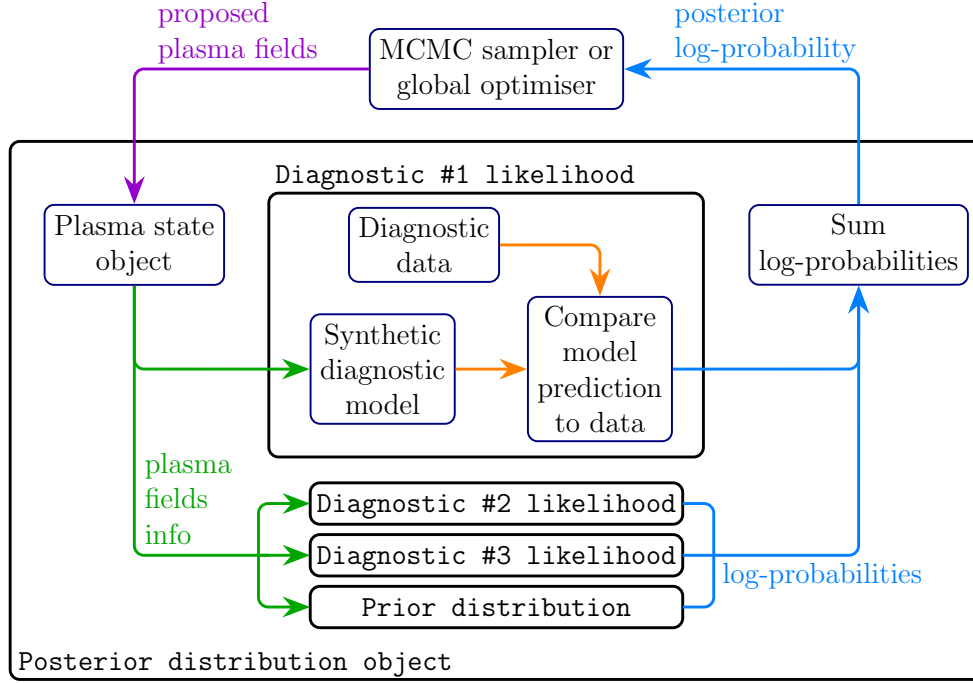 proposed
plasma fields
MCMC sampler or
global optimiser
posterior
log-probability
Diagnostic #1 likelihood
Plasma state
object
Diagnostic
data
Sum
log-probabilities
Synthetic
diagnostic
model
Compare
model
prediction
to data
plasma
fields
info
Diagnostic #2 likelihood
Diagnostic #3 likelihood
Prior distribution
log-probabilities
Posterior distribution object